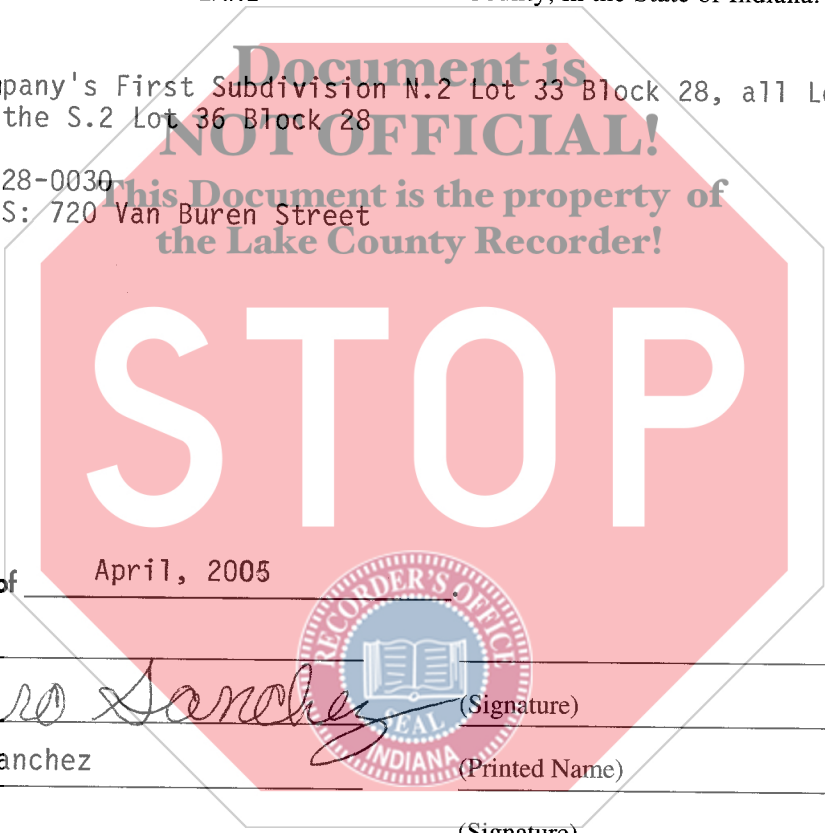 County, in the State of Indiana.
Document is
mpany's First Subdivision N.2 Lot 33 Block 28, all Lo
the S.2 Lot 36 Block 28
NOT OFFICIAL!
28-0030
This Document is the property of
S: 720 Van Buren Street
the Lake County Recorder!
STOP
of April, 2005
RECORDER'S OFFICE
ro Sanchez (Signature)
SEAL
INDIANA
anchez (Printed Name)
(Signature)